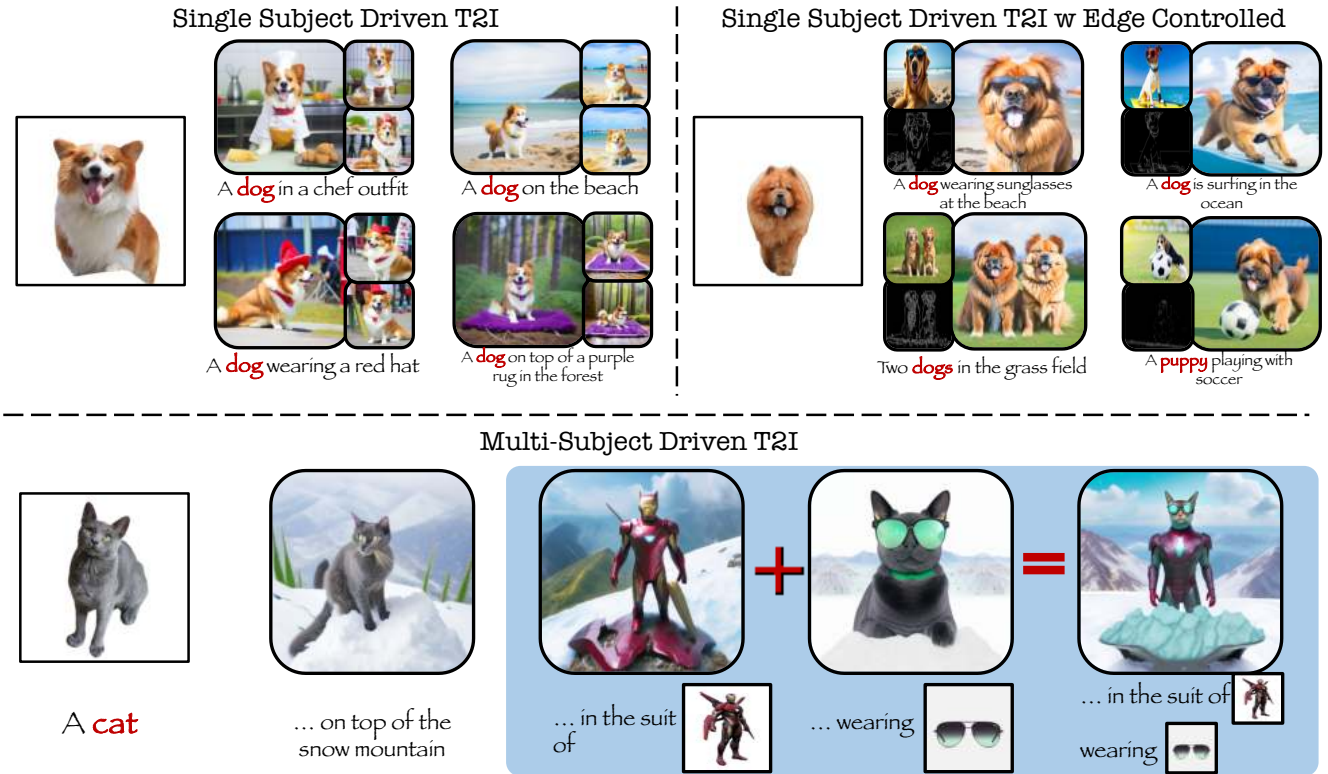 Single Subject Driven T2I
Single Subject Driven T2I w Edge Controlled
A dog in a chef outfit
A dog on the beach
A dog wearing a red hat
A dog on top of a purple
rug in the forest
A dog wearing sunglasses
at the beach
A dog is surfing in the
ocean
Two dogs in the grass field
A puppy playing with
soccer
Multi-Subject Driven T2I
A cat
... on top of the
snow mountain
... in the suit
of
+
... wearing
=
... in the suit of
wearing